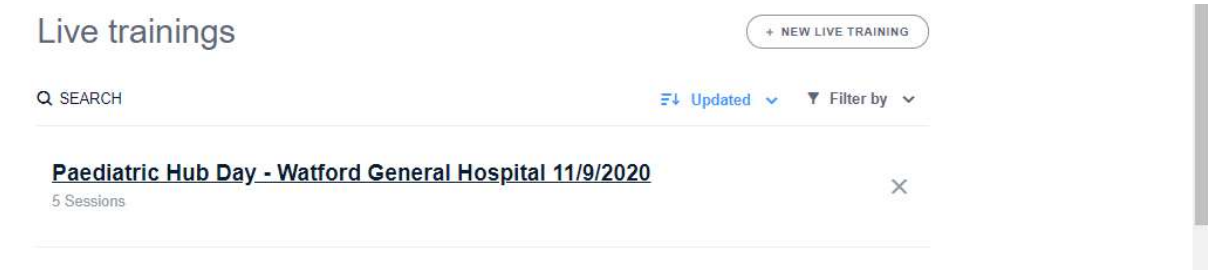 Live trainings
+ NEW LIVE TRAINING
SEARCH
Updated
Filter by
Paediatric Hub Day - Watford General Hospital 11/9/2020
5 Sessions